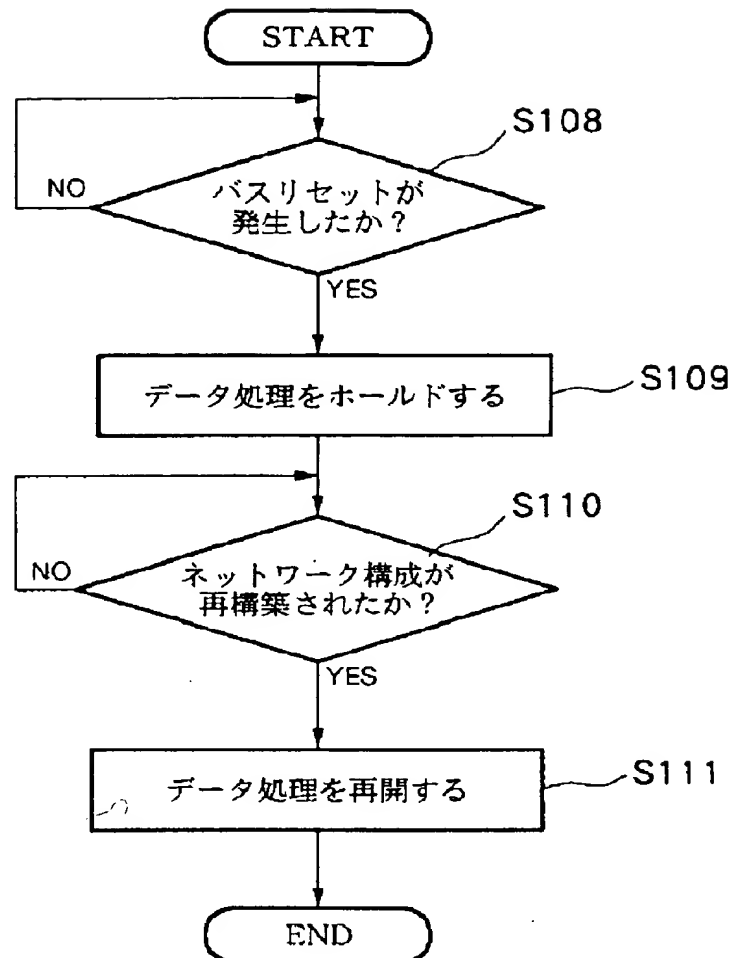 START
S108
バスリセットが
発生したか？
NO
YES
データ処理をホールドする
S109
S110
ネットワーク構成が
再構築されたか？
NO
YES
データ処理を再開する
S111
END